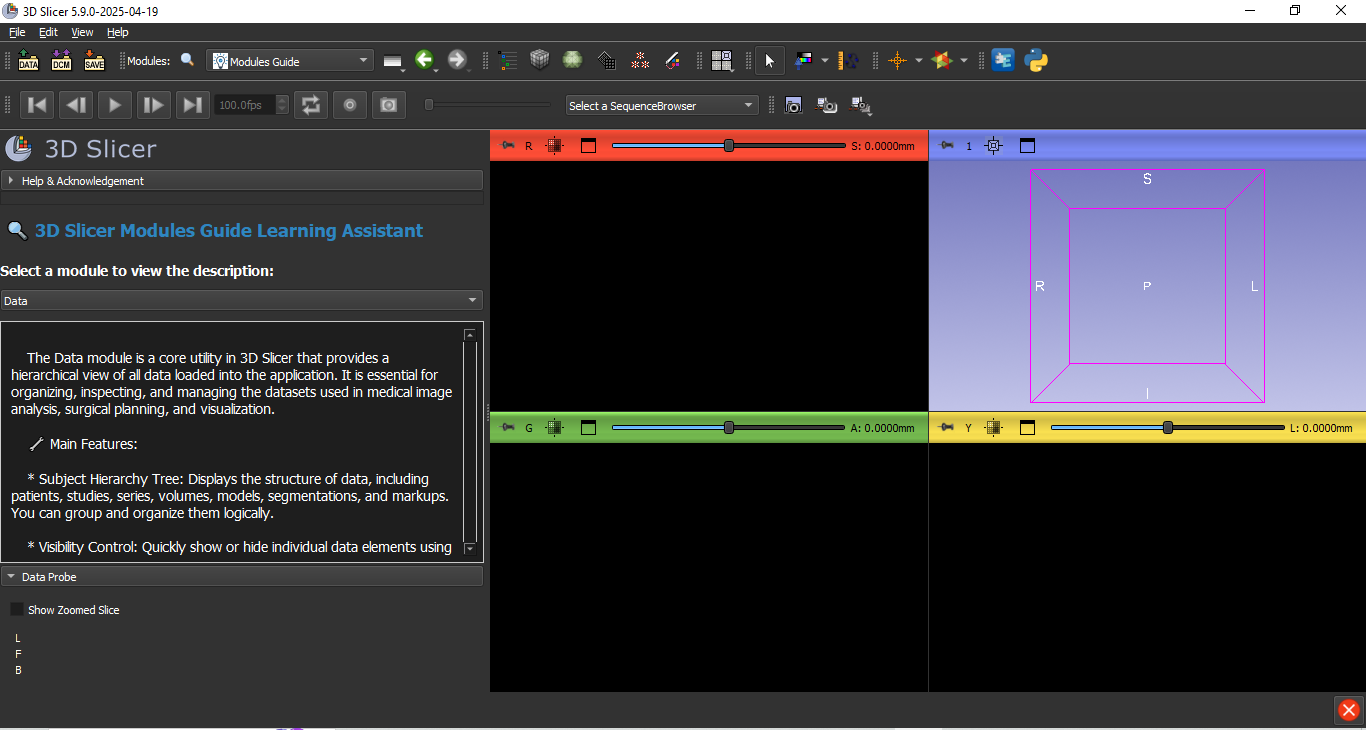 3D Slicer 5.9.0-2025-04-19
File Edit View Help
DATA DCM SAVE Modules: Modules Guide
100.0fps Select a SequenceBrowser
3D Slicer
Help & Acknowledgement
3D Slicer Modules Guide Learning Assistant
Select a module to view the description:
Data
The Data module is a core utility in 3D Slicer that provides a
hierarchical view of all data loaded into the application. It is essential for
organizing, inspecting, and managing the datasets used in medical image
analysis, surgical planning, and visualization.
Main Features:
* Subject Hierarchy Tree: Displays the structure of data, including
patients, studies, series, volumes, models, segmentations, and markups.
You can group and organize them logically.
* Visibility Control: Quickly show or hide individual data elements using
Data Probe
Show Zoomed Slice
L
F
B
R S: 0.0000mm
1
S
R P L
I
G A: 0.0000mm
Y L: 0.0000mm